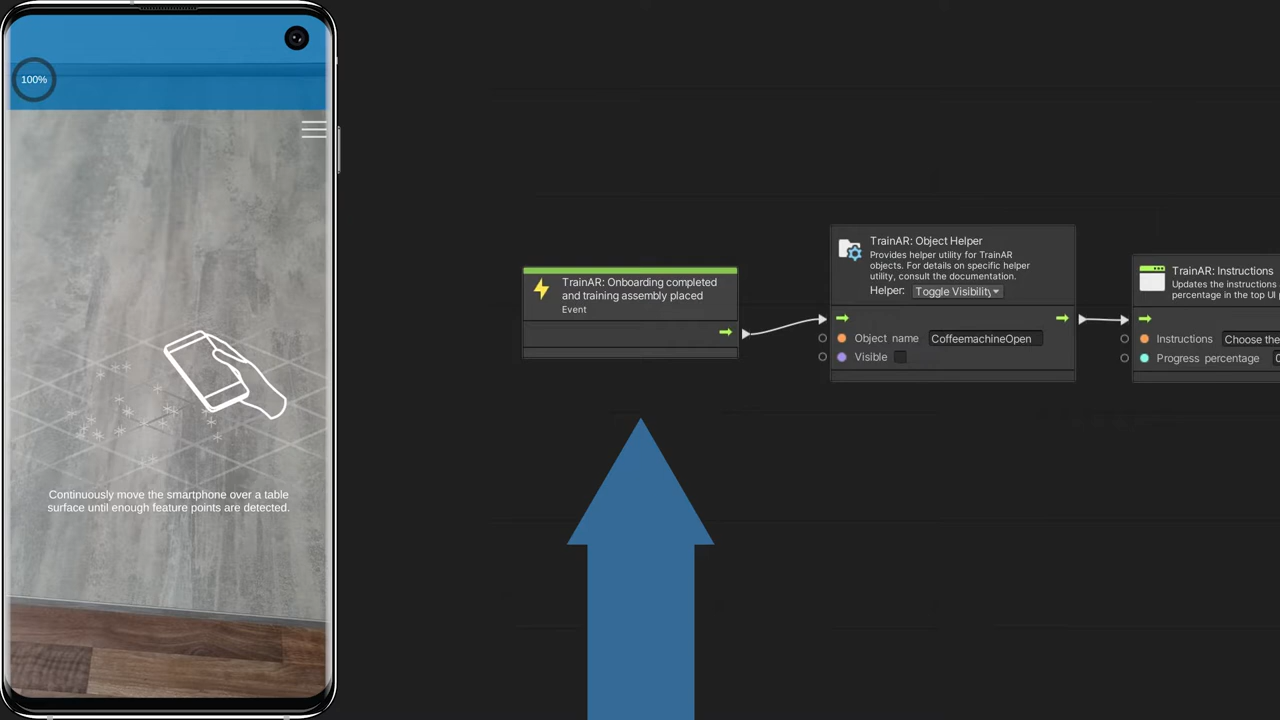 100%
Continuously move the smartphone over a table
surface until enough feature points are detected.
TrainAR: Onboarding completed
and training assembly placed
Event
TrainAR: Object Helper
Provides helper utility for TrainAR
objects. For details on specific helper
utility, consult the documentation.
Helper: Toggle Visibility
Object name CoffeemachineOpen
Visible
TrainAR: Instructions
Updates the instructions a
percentage in the top UI p
Instructions Choose the
Progress percentage